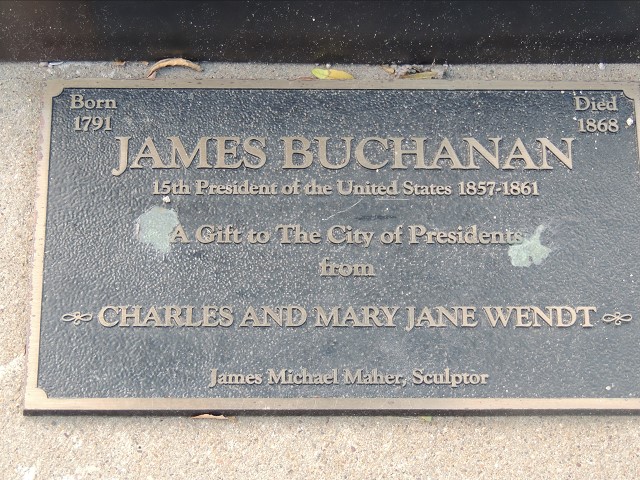 Born Died
1791 1868
JAMES BUCHANAN
15th President of the United States 1857-1861
A Gift to The City of Presidents
from
CHARLES AND MARY JANE WENDT
James Michael Maher, Sculptor